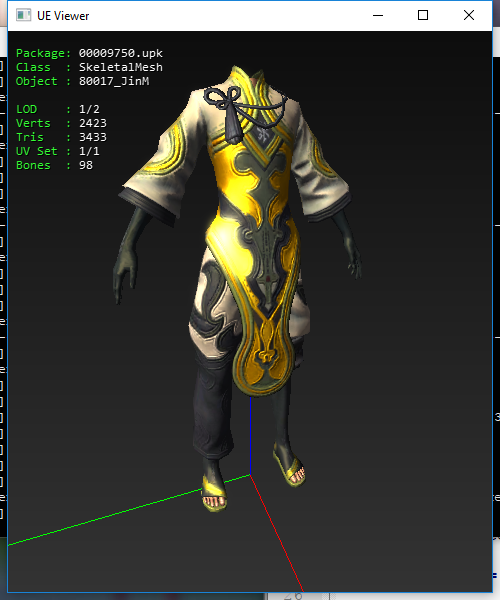 UE Viewer
Package: 00009750.upk
Class : SkeletalMesh
Object : 80017_JinM
LOD : 1/2
Verts : 2423
Tris : 3433
UV Set : 1/1
Bones : 98